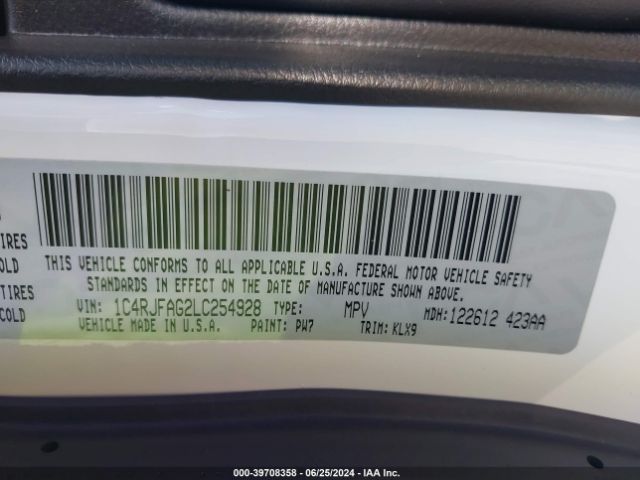 IRES
OLD
TIRES
COLD
THIS VEHICLE CONFORMS TO ALL APPLICABLE U.S.A. FEDERAL MOTOR VEHICLE SAFETY
STANDARDS IN EFFECT ON THE DATE OF MANUFACTURE SHOWN ABOVE.
VIN: 1C4RJFAG2LC254928 TYPE: MPV MDH:122612 423AA
VEHICLE MADE IN U.S.A. PAINT: PW7 TRIM: KLX9
000-39708358 - 06/25/2024 - IAA Inc.